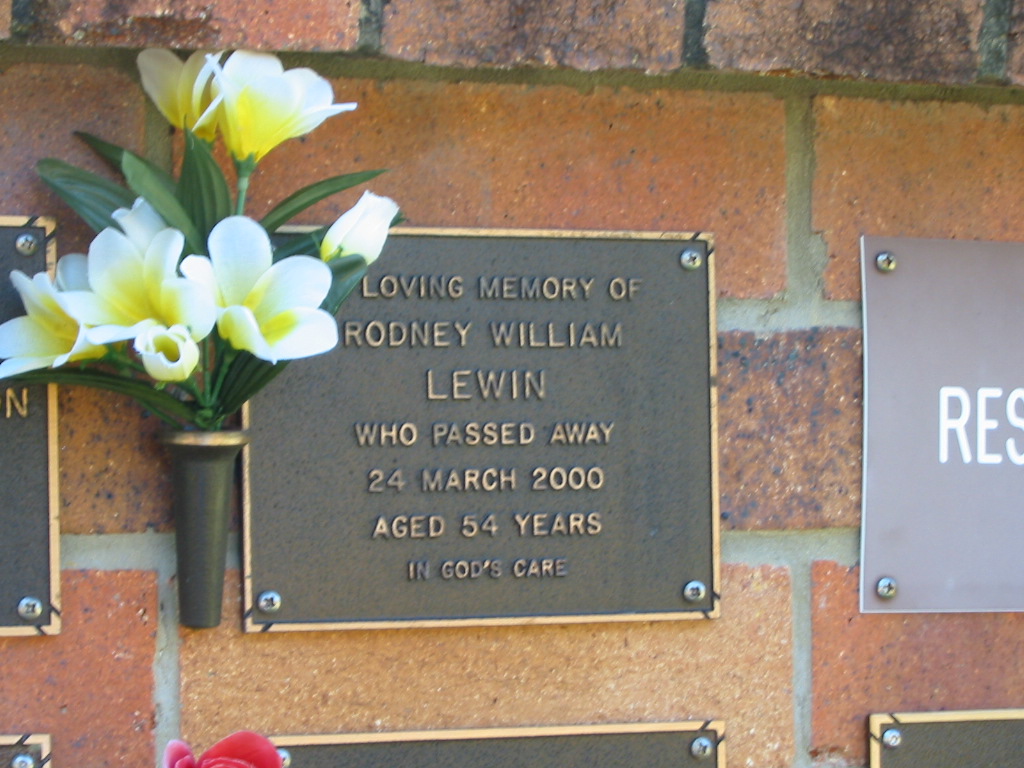 LOVING MEMORY OF
RODNEY WILLIAM
LEWIN
WHO PASSED AWAY
24 MARCH 2000
AGED 54 YEARS
IN GOD'S CARE
N
RES